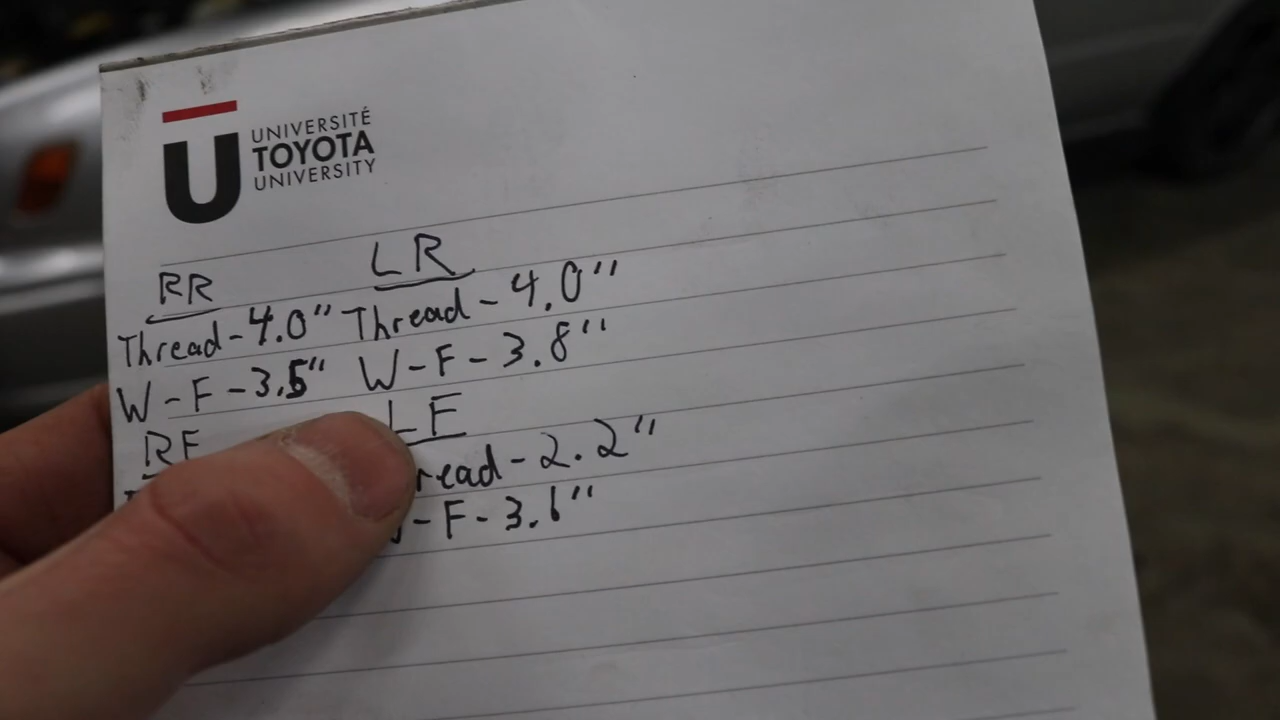 UNIVERSITÉ
TOYOTA
UNIVERSITY
RR LR
Thread-4.0" Thread-4.0"
W-F-3.5" W-F-3.8"
RF LF
read-2.2"
-F-3.1"